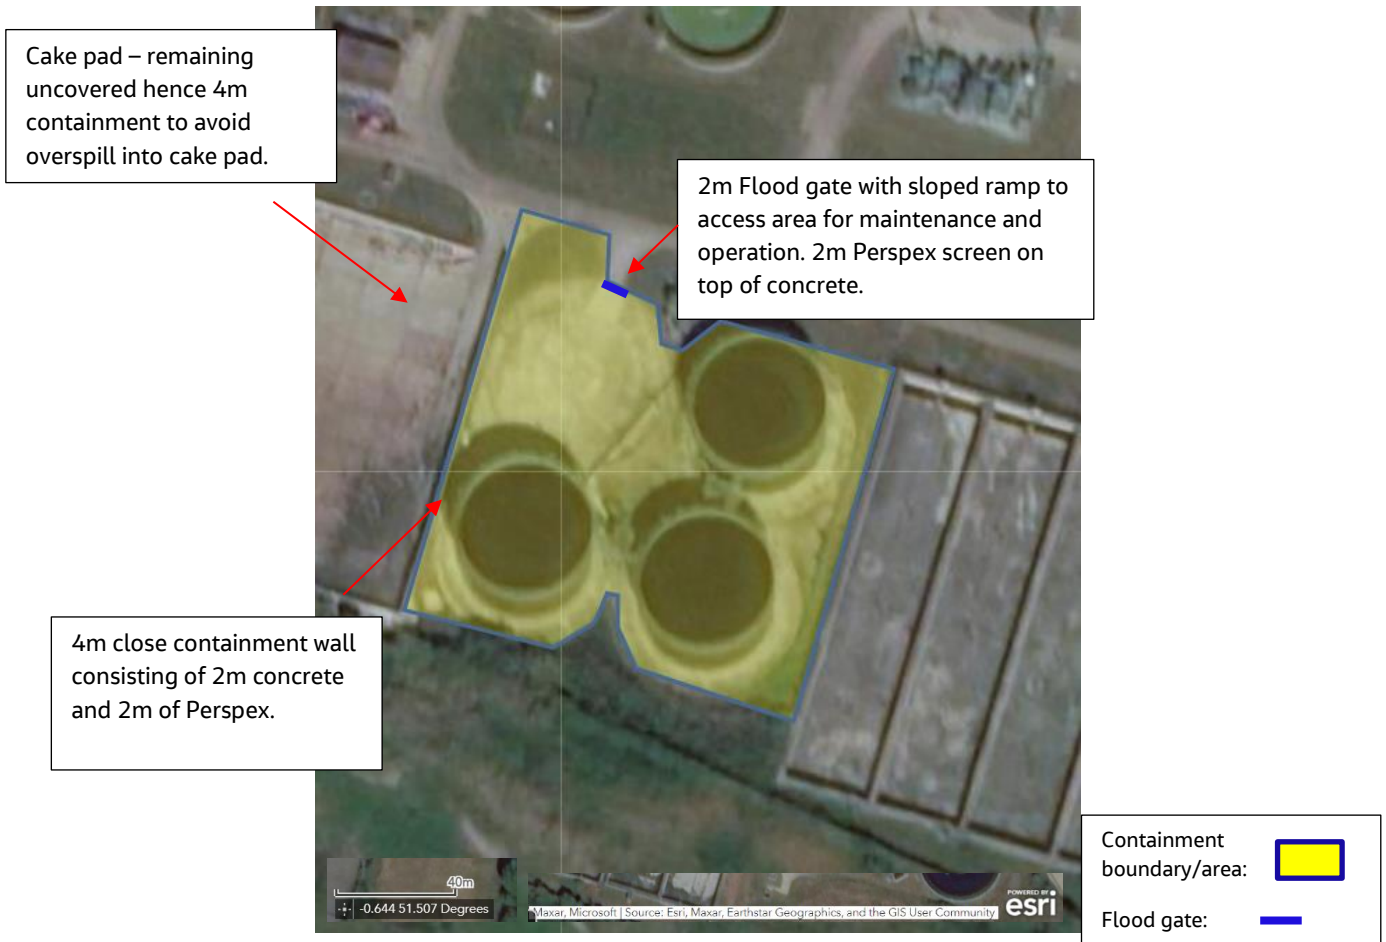 Cake pad – remaining
uncovered hence 4m
containment to avoid
overspill into cake pad.
2m Flood gate with sloped ramp to
access area for maintenance and
operation. 2m Perspex screen on
top of concrete.
4m close containment wall
consisting of 2m concrete
and 2m of Perspex.
Containment
boundary/area:
Flood gate:
40m
-0.644 51.507 Degrees
Maxar, Microsoft | Source: Esri, Maxar, Earthstar Geographics, and the GIS User Community
POWERED BY
esri